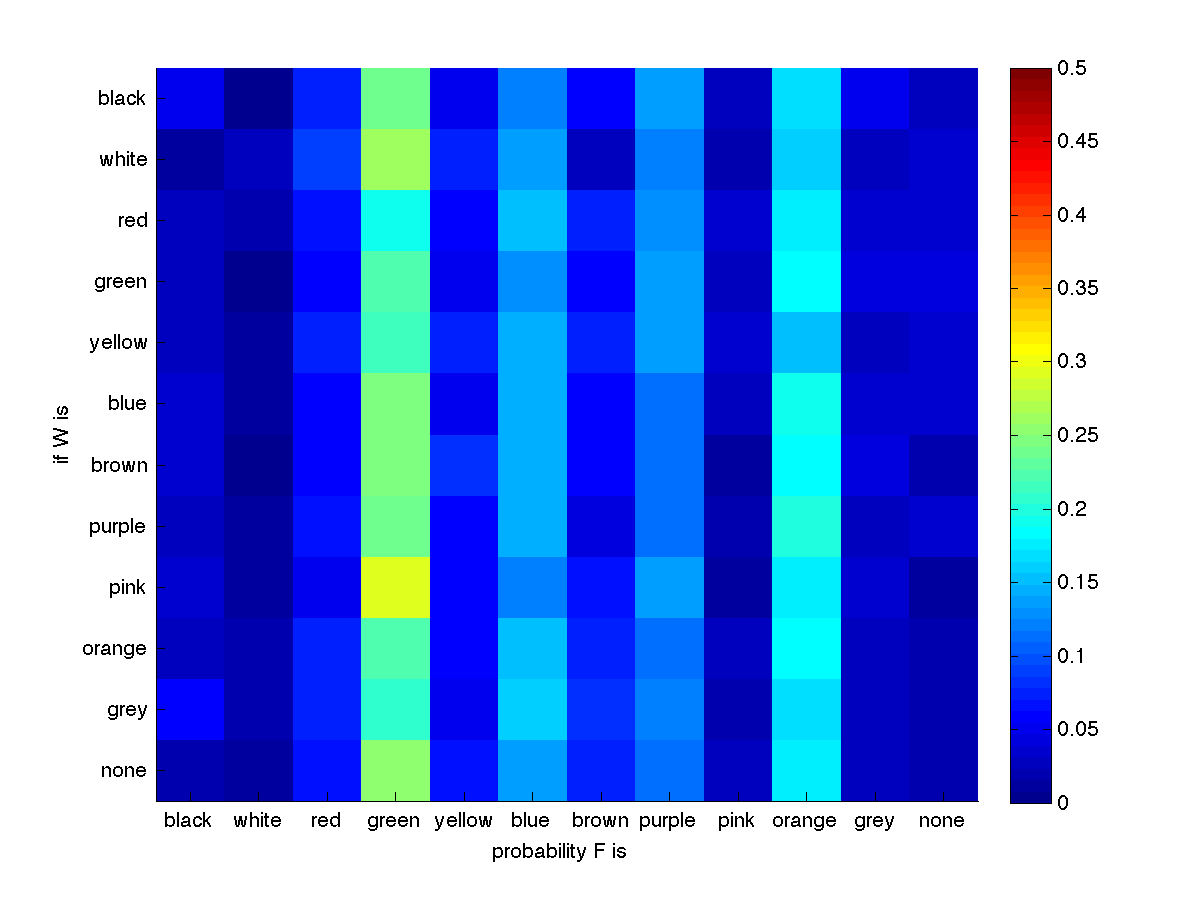 if W is
black
white
red
green
yellow
blue
brown
purple
pink
orange
grey
none
black white red green yellow blue brown purple pink orange grey none
probability F is
0.5
0.45
0.4
0.35
0.3
0.25
0.2
0.15
0.1
0.05
0